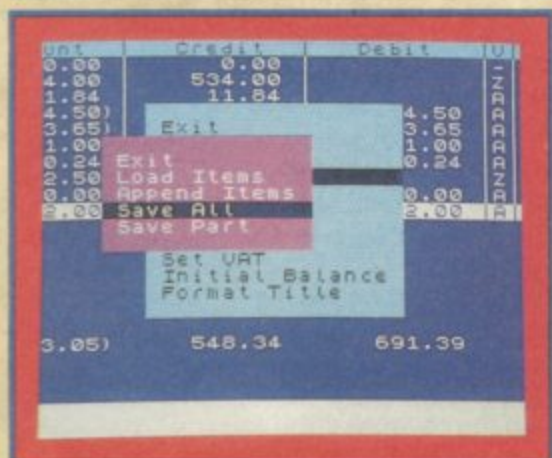 unt Credit Debit V
0.00 0.00 -
4.00 534.00 Z
1.84 11.84 A
4.50) 4.50 A
3.65) Exit 3.65 A
1.00 1.00 A
0.24 Exit 0.24 A
2.50 Load Items Z
0.00 Append Items 0.00 A
2.00 Save All 2.00 A
Save Part
Set VAT
Initial Balance
Format Title
3.05) 548.34 691.39